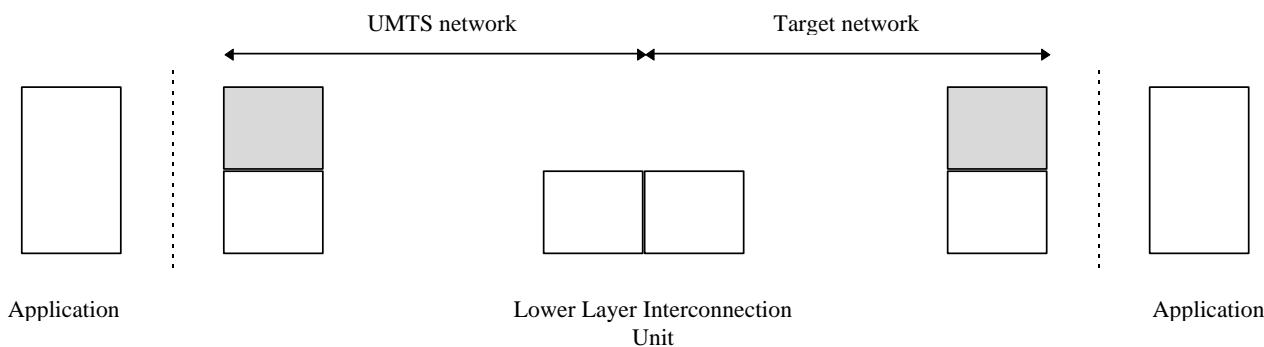 UMTS network
Target network
Application
Lower Layer Interconnection
Unit
Application